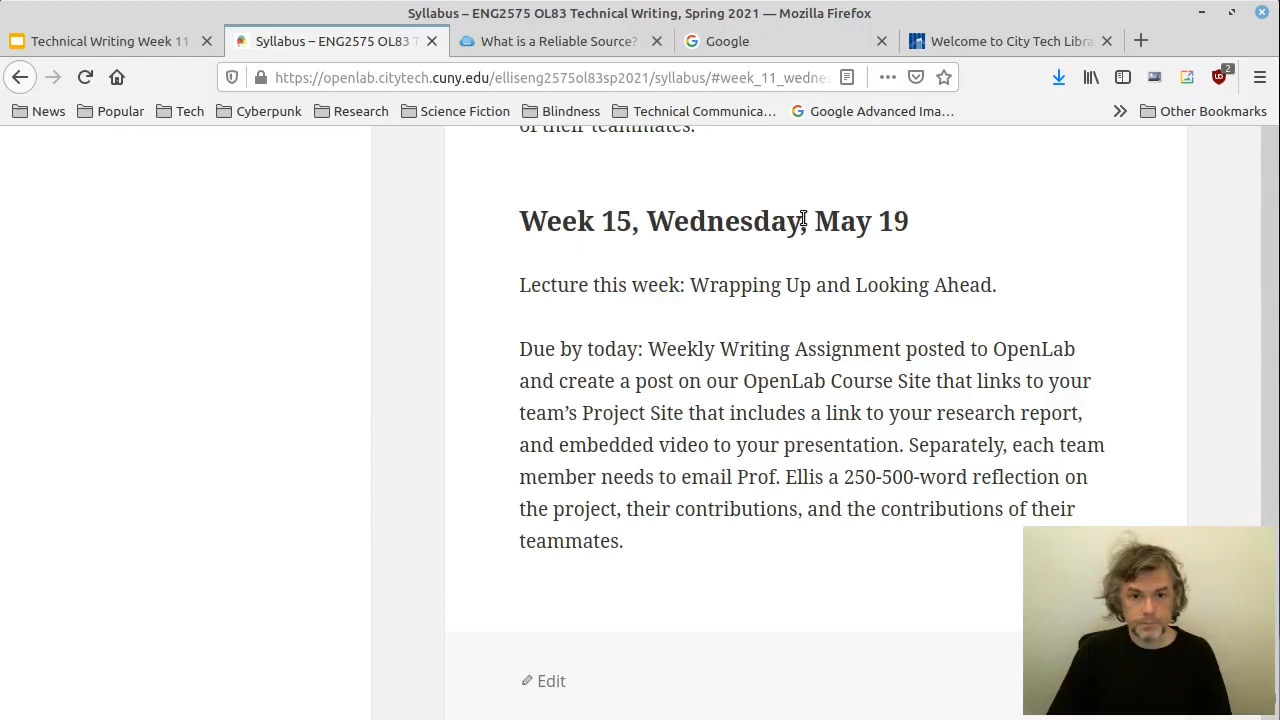 Syllabus – ENG2575 OL83 Technical Writing, Spring 2021 — Mozilla Firefox
Technical Writing Week 11
Syllabus – ENG2575 OL83 T
What is a Reliable Source?
Google
Welcome to City Tech Libra
https://openlab.citytech.cuny.edu/elliseng2575ol83sp2021/syllabus/#week_11_wednes
2
News
Popular
Tech
Cyberpunk
Research
Science Fiction
Blindness
Technical Communica…
Google Advanced Ima…
Other Bookmarks
of their teammates.
Week 15, Wednesday, May 19
Lecture this week: Wrapping Up and Looking Ahead.
Due by today: Weekly Writing Assignment posted to OpenLab
and create a post on our OpenLab Course Site that links to your
team’s Project Site that includes a link to your research report,
and embedded video to your presentation. Separately, each team
member needs to email Prof. Ellis a 250-500-word reflection on
the project, their contributions, and the contributions of their
teammates.
Edit